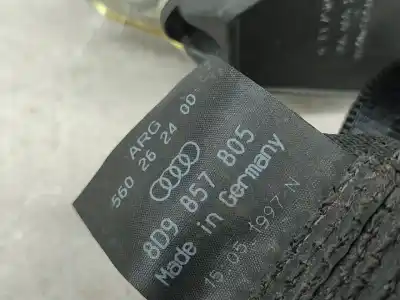 ARG
560 26 24 00
8D9 857 805
Made in Germany
15.05.1997 N